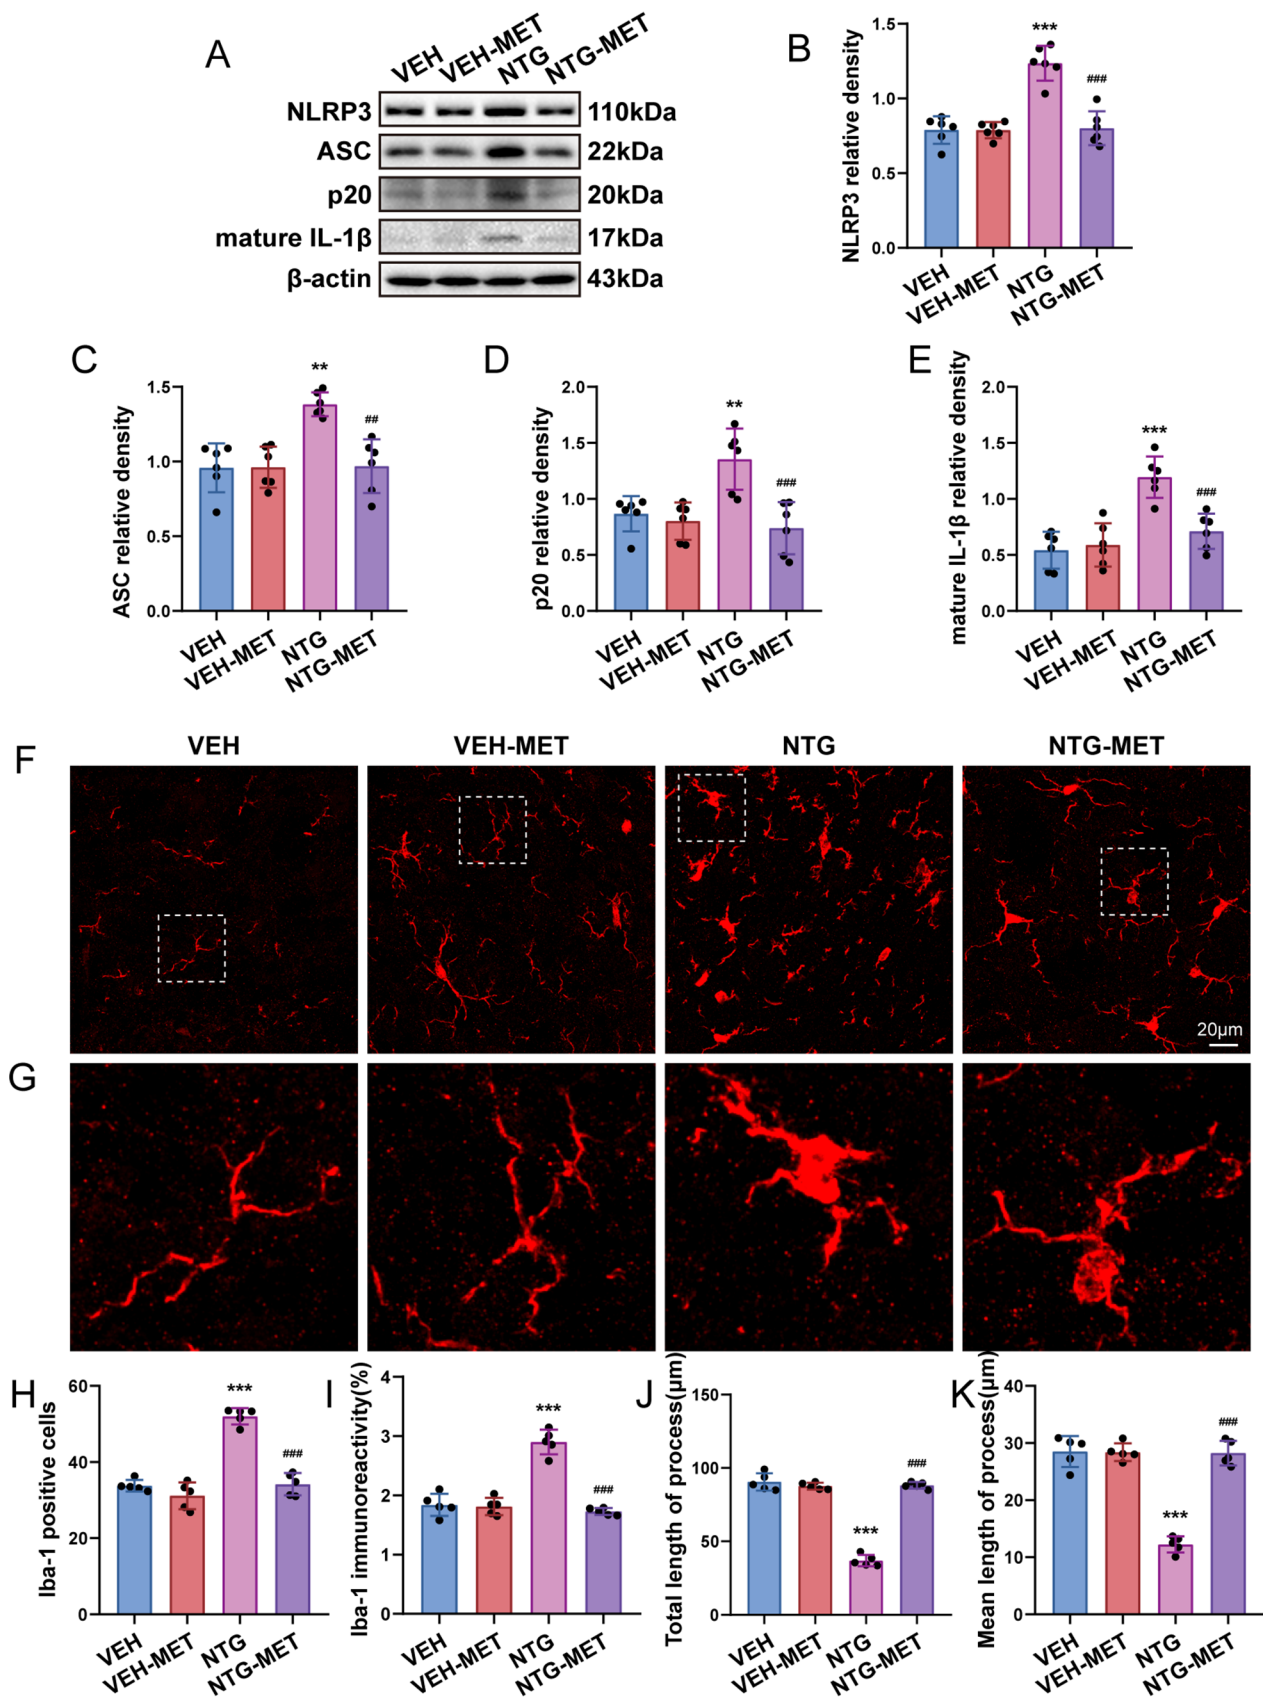 A
VEH
VEH-MET
NTG
NTG-MET
NLRP3
110kDa
ASC
22kDa
p20
20kDa
mature IL-1β
17kDa
β-actin
43kDa
B
NLRP3 relative density
1.5
1.0
0.5
0.0
***
###
VEH
VEH-MET
NTG
NTG-MET
C
ASC relative density
1.5
1.0
0.5
0.0
**
##
VEH
VEH-MET
NTG
NTG-MET
D
p20 relative density
2.0
1.5
1.0
0.5
0.0
**
###
VEH
VEH-MET
NTG
NTG-MET
E
mature IL-1β relative density
2.0
1.5
1.0
0.5
0.0
***
###
VEH
VEH-MET
NTG
NTG-MET
F
VEH
VEH-MET
NTG
NTG-MET
20μm
G
H
Iba-1 positive cells
60
40
20
0
***
###
VEH
VEH-MET
NTG
NTG-MET
I
Iba-1 immunoreactivity(%)
4
3
2
1
0
***
###
VEH
VEH-MET
NTG
NTG-MET
J
Total length of process(μm)
150
100
50
0
***
###
VEH
VEH-MET
NTG
NTG-MET
K
Mean length of process(μm)
40
30
20
10
0
***
###
VEH
VEH-MET
NTG
NTG-MET